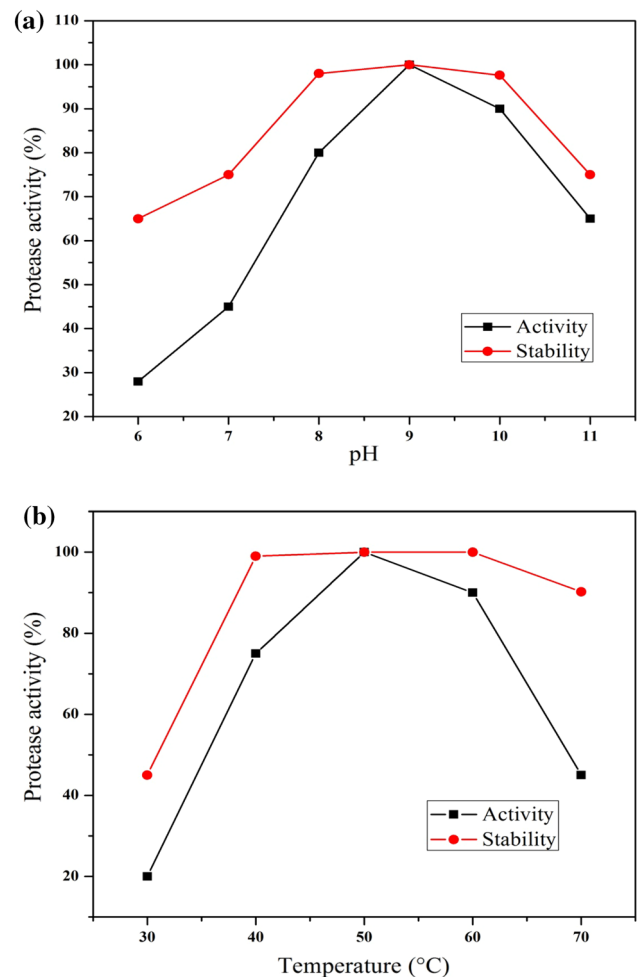 (a)
110
100
90
80
70
60
50
40
30
20
Protease activity (%)
Activity
Stability
6 7 8 9 10 11
pH
(b)
100
80
60
40
20
Protease activity (%)
Activity
Stability
30 40 50 60 70
Temperature (°C)